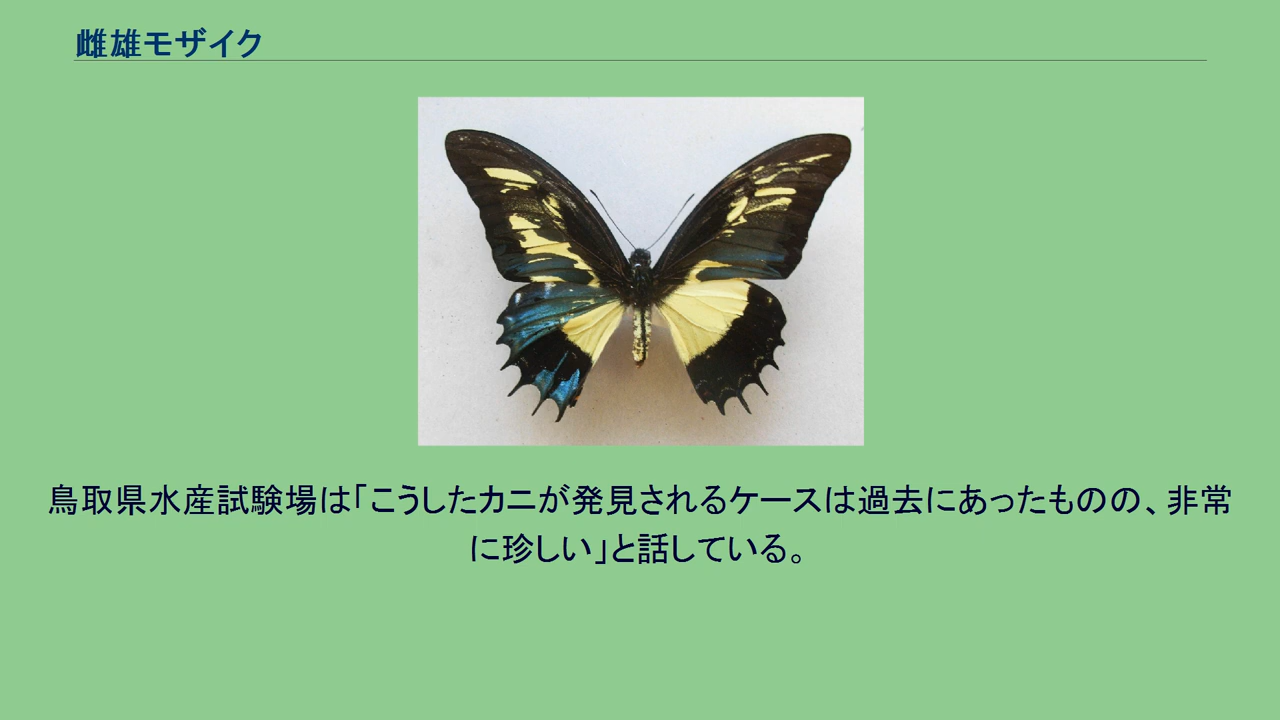 雌雄モザイク
鳥取県水産試験場は「こうしたカニが発見されるケースは過去にあったものの、非常
に珍しい」と話している。